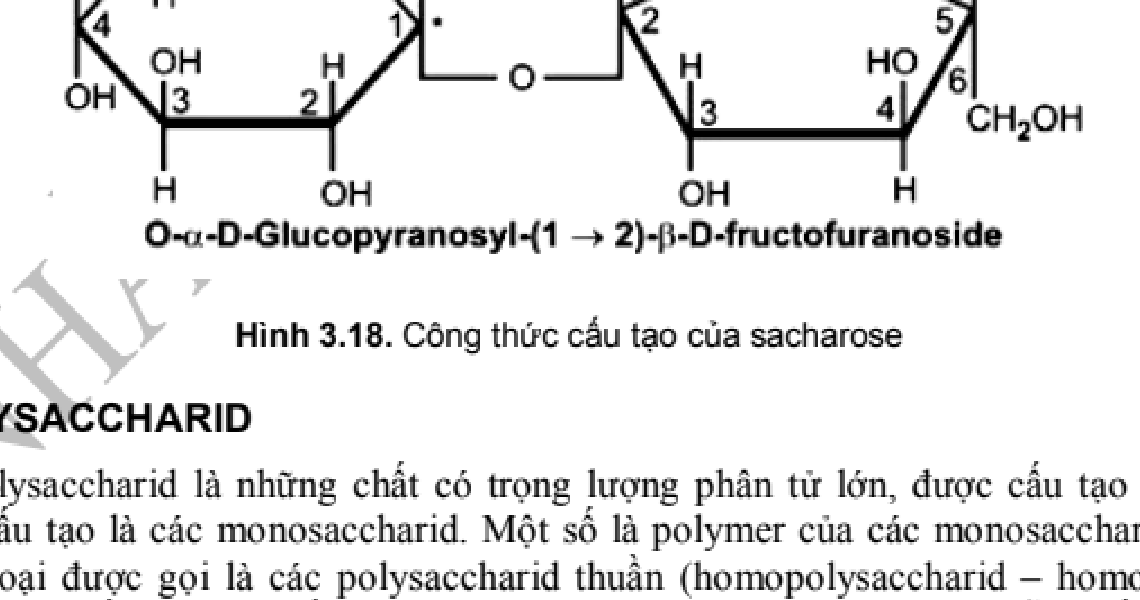 H
4 1 2 5
OH H H HO
OH 3 2 O 3 4 6
CH₂OH
H OH OH H
O-α-D-Glucopyranosyl-(1 → 2)-β-D-fructofuranoside
Hình 3.18. Công thức cấu tạo của sacharose
YSACCHARID
lysaccharid là những chất có trọng lượng phân tử lớn, được cấu tạo
ấu tạo là các monosaccharid. Một số là polymer của các monosacchar
oại được gọi là các polysaccharid thuần (homopolysaccharid – homo